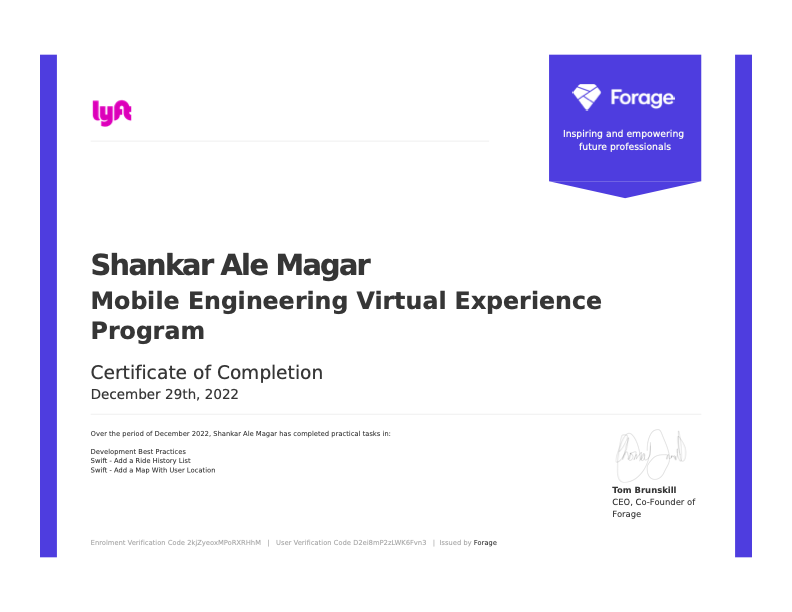 lyft
Forage
Inspiring and empowering
future professionals
Shankar Ale Magar
Mobile Engineering Virtual Experience
Program
Certificate of Completion
December 29th, 2022
Over the period of December 2022, Shankar Ale Magar has completed practical tasks in:
Development Best Practices
Swift - Add a Ride History List
Swift - Add a Map With User Location
Tom Brunskill
CEO, Co-Founder of
Forage
Enrolment Verification Code 2kjZyeoxMPoRXRHhM | User Verification Code D2ei8mP2zLWK6Fvn3 | Issued by Forage